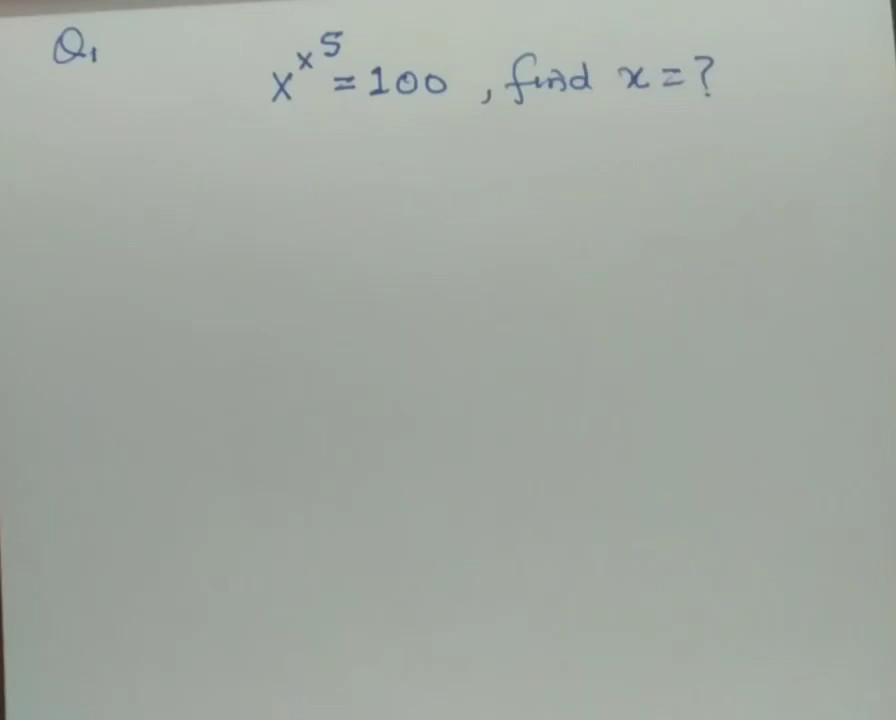 Q₁ x^x^5 = 100 , find x = ?